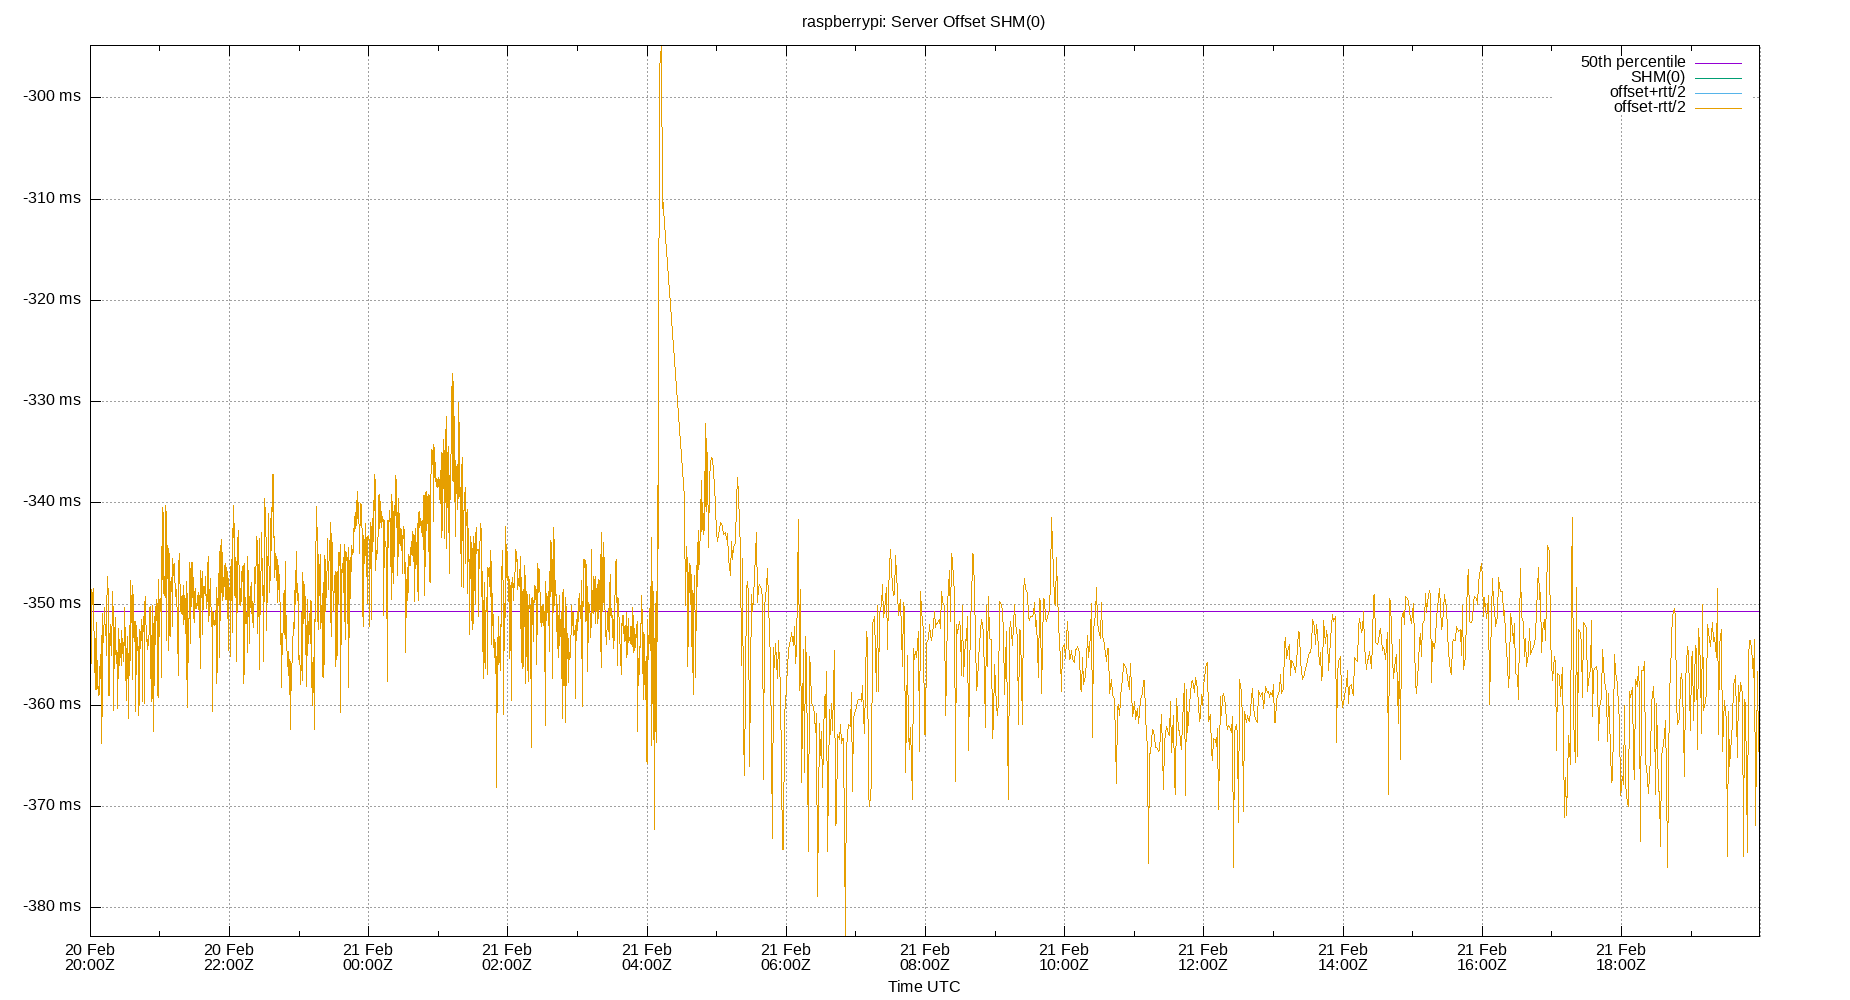 raspberrypi: Server Offset SHM(0)
50th percentile
SHM(0)
offset+rtt/2
offset-rtt/2
-300 ms
-310 ms
-320 ms
-330 ms
-340 ms
-350 ms
-360 ms
-370 ms
-380 ms
20 Feb 20 Feb 21 Feb 21 Feb 21 Feb 21 Feb 21 Feb 21 Feb 21 Feb 21 Feb 21 Feb 21 Feb
20:00Z 22:00Z 00:00Z 02:00Z 04:00Z 06:00Z 08:00Z 10:00Z 12:00Z 14:00Z 16:00Z 18:00Z
Time UTC